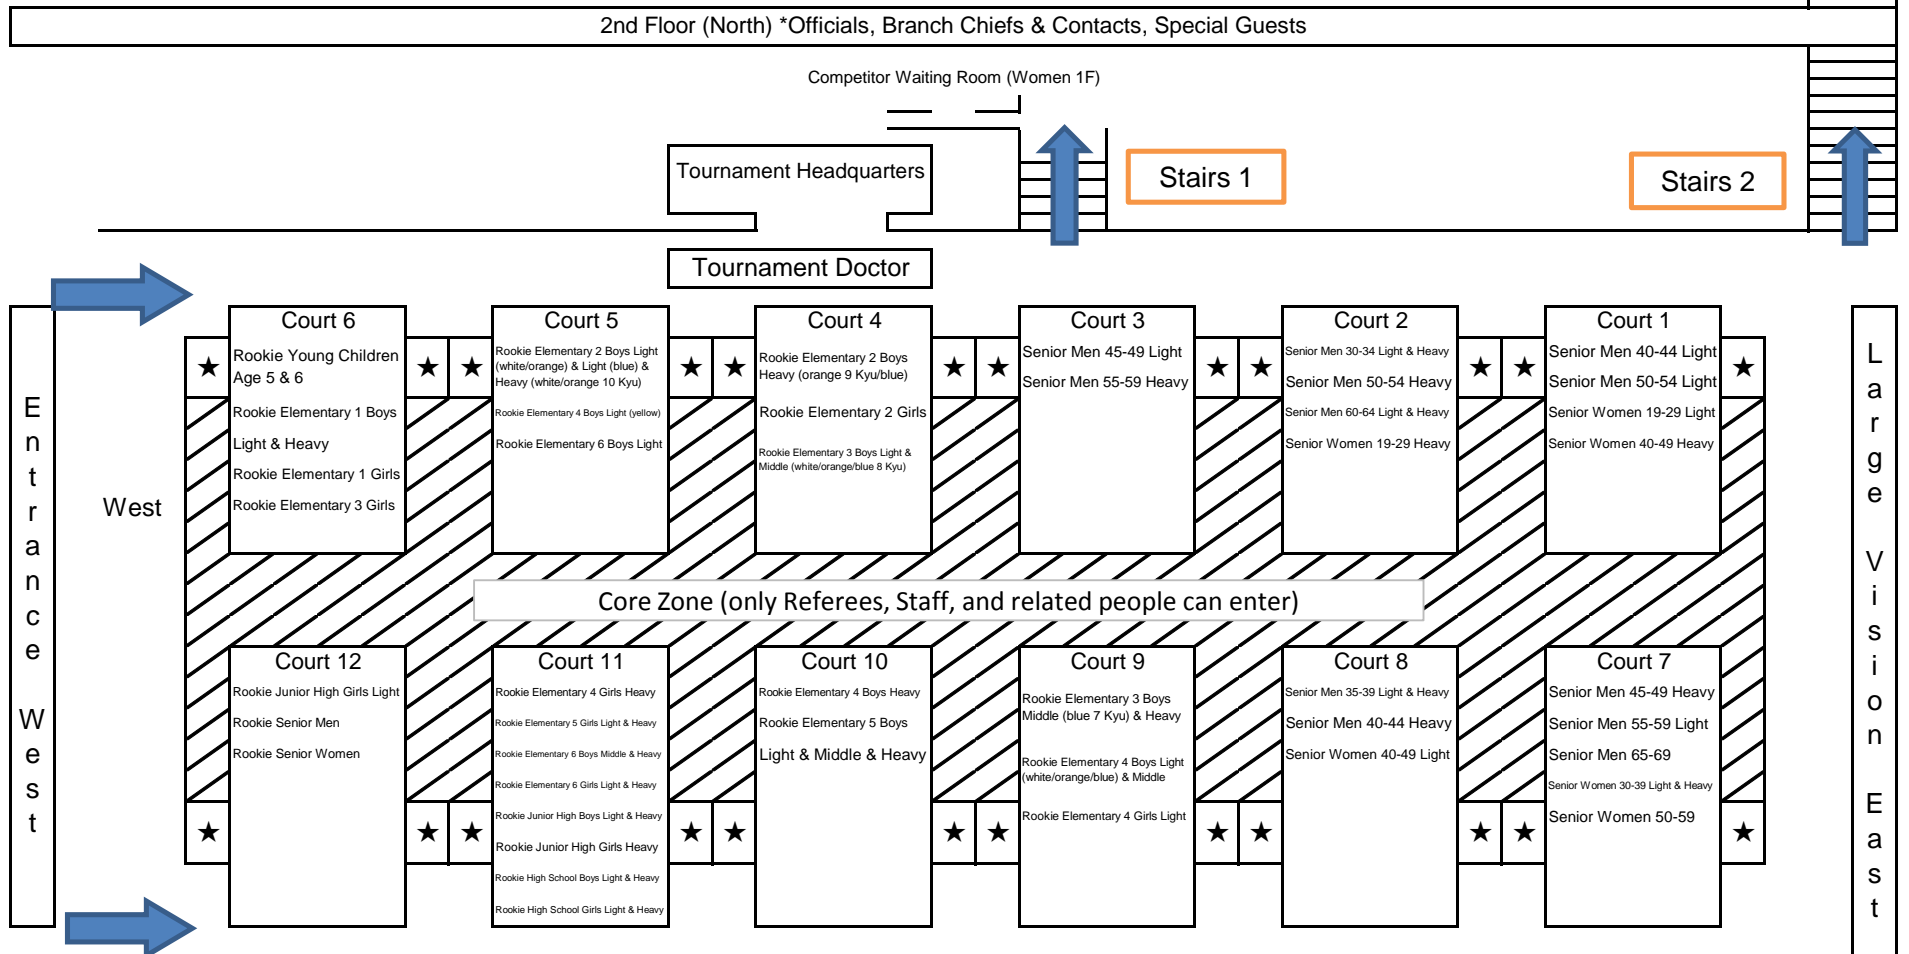 2nd Floor (North) *Officials, Branch Chiefs & Contacts, Special Guests
Competitor Waiting Room (Women 1F)
Tournament Headquarters
Stairs 1
Stairs 2
Tournament Doctor
Entrance West
West
Court 6
Rookie Young Children
Age 5 & 6
Rookie Elementary 1 Boys
Light & Heavy
Rookie Elementary 1 Girls
Rookie Elementary 3 Girls
Court 5
Rookie Elementary 2 Boys Light
(white/orange) & Light (blue) &
Heavy (white/orange 10 Kyu)
Rookie Elementary 4 Boys Light (yellow)
Rookie Elementary 6 Boys Light
Court 4
Rookie Elementary 2 Boys
Heavy (orange 9 Kyu/blue)
Rookie Elementary 2 Girls
Rookie Elementary 3 Boys Light &
Middle (white/orange/blue 8 Kyu)
Court 3
Senior Men 45-49 Light
Senior Men 55-59 Heavy
Court 2
Senior Men 30-34 Light & Heavy
Senior Men 50-54 Heavy
Senior Men 60-64 Light & Heavy
Senior Women 19-29 Heavy
Court 1
Senior Men 40-44 Light
Senior Men 50-54 Light
Senior Women 19-29 Light
Senior Women 40-49 Heavy
Large Vision East
Core Zone (only Referees, Staff, and related people can enter)
Court 12
Rookie Junior High Girls Light
Rookie Senior Men
Rookie Senior Women
Court 11
Rookie Elementary 4 Girls Heavy
Rookie Elementary 5 Girls Light & Heavy
Rookie Elementary 6 Boys Middle & Heavy
Rookie Elementary 6 Girls Light & Heavy
Rookie Junior High Boys Light & Heavy
Rookie Junior High Girls Heavy
Rookie High School Boys Light & Heavy
Rookie High School Girls Light & Heavy
Court 10
Rookie Elementary 4 Boys Heavy
Rookie Elementary 5 Boys
Light & Middle & Heavy
Court 9
Rookie Elementary 3 Boys
Middle (blue 7 Kyu) & Heavy
Rookie Elementary 4 Boys Light
(white/orange/blue) & Middle
Rookie Elementary 4 Girls Light
Court 8
Senior Men 35-39 Light & Heavy
Senior Men 40-44 Heavy
Senior Women 40-49 Light
Court 7
Senior Men 45-49 Heavy
Senior Men 55-59 Light
Senior Men 65-69
Senior Women 30-39 Light & Heavy
Senior Women 50-59